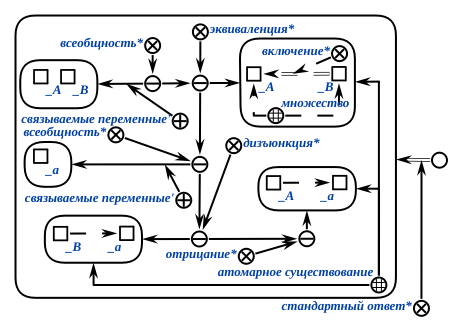 эквиваленция*
всеобщность*
включение*
_A _B
_A _B
множество
связываемые переменные'
всеобщность*
дизъюнкция*
_a
связываемые переменные'
_A _a
_B _a
отрицание*
атомарное существование
стандартный ответ*